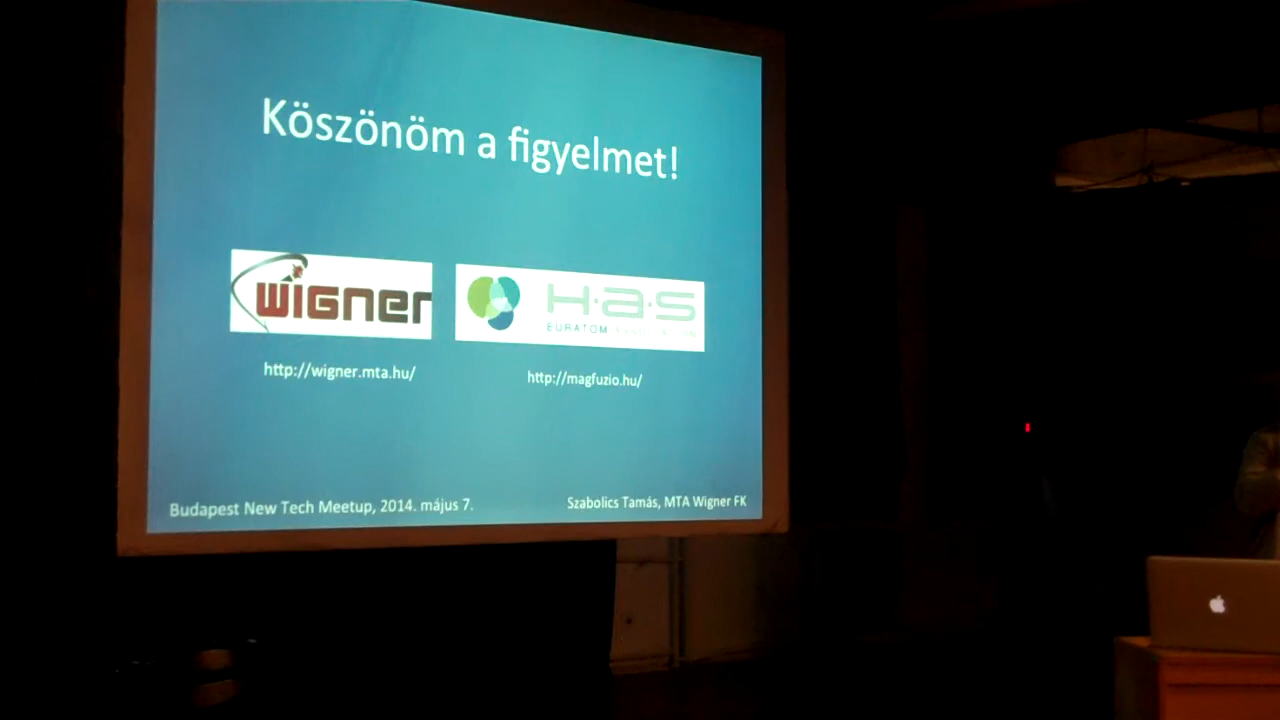 Köszönöm a figyelmet!
wigner
H·a·s
EURATOM
http://wigner.mta.hu/
http://magfuzio.hu/
Budapest New Tech Meetup, 2014. május 7.
Szabolics Tamás, MTA Wigner FK